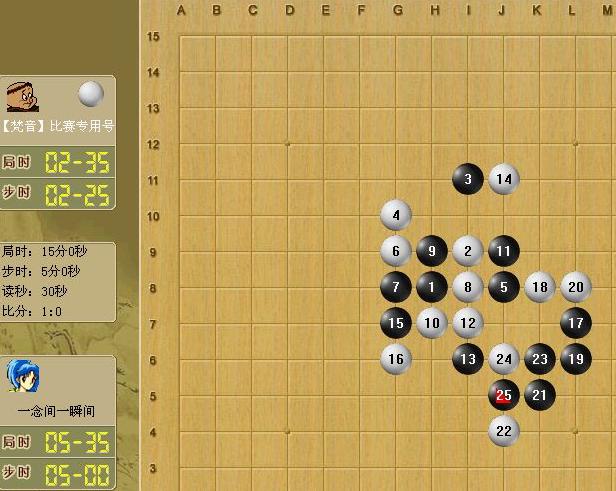 A B C D E F G H I J K L M
15
14
13
12
11 3 14
10 4
9 6 9 2 11
8 7 1 8 5 18 20
7 15 10 12 17
6 16 13 24 23 19
5 25 21
4 22
3
【梵音】比赛专用号
局时 02-35
步时 02-25
局时：15分0秒
步时：5分0秒
读秒：30秒
比分：1:0
一念间一瞬间
局时 05-35
步时 05-00